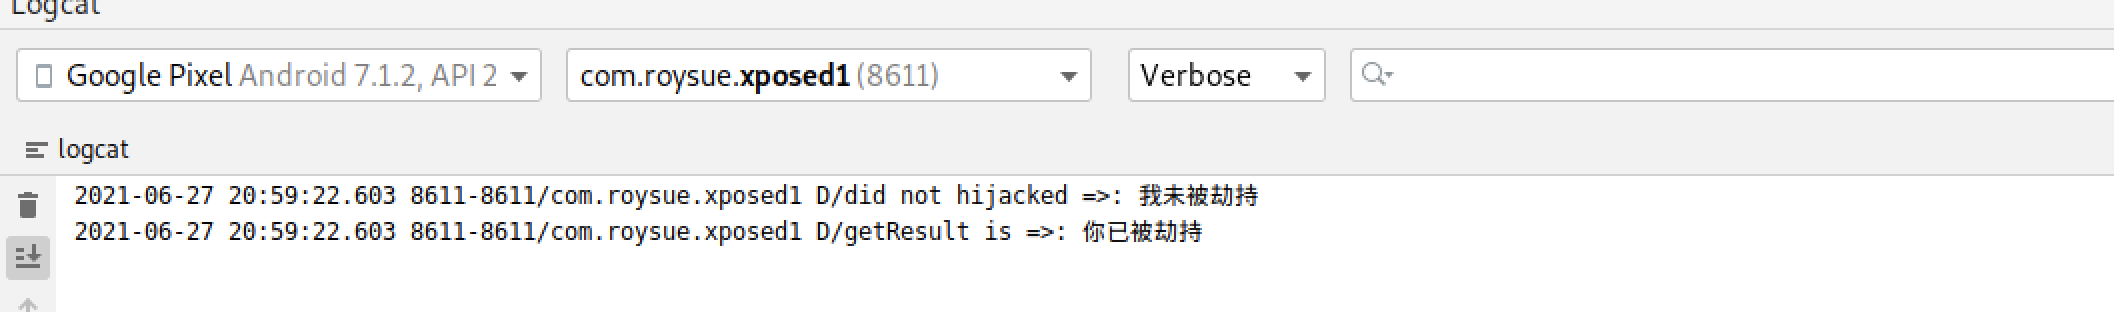 Logcat
Google Pixel Android 7.1.2, API 2
com.roysue.xposed1 (8611)
Verbose
logcat
2021-06-27 20:59:22.603 8611-8611/com.roysue.xposed1 D/did not hijacked =>: 我未被劫持
2021-06-27 20:59:22.603 8611-8611/com.roysue.xposed1 D/getResult is =>: 你已被劫持